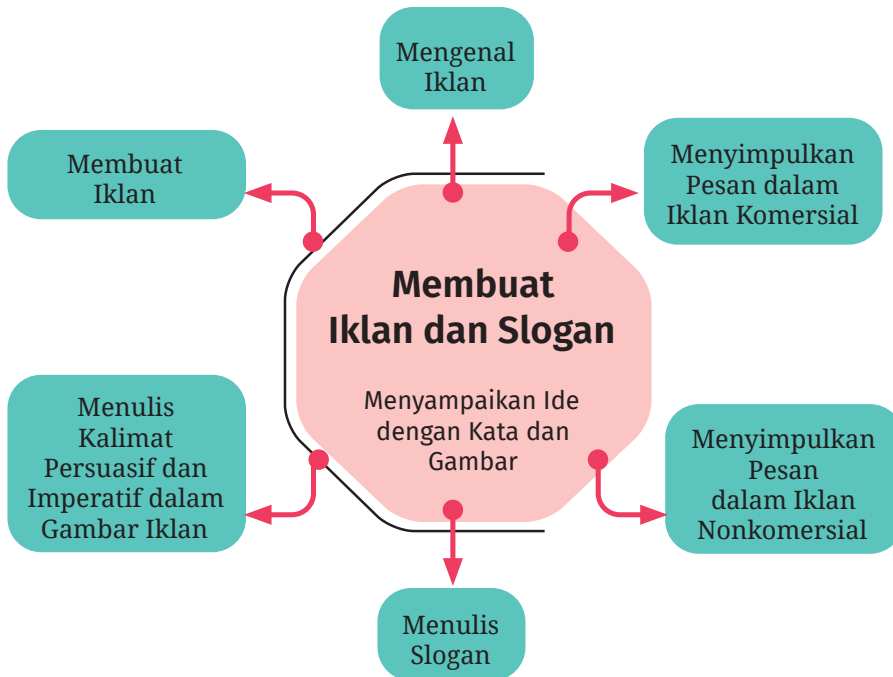 Mengenal
Iklan
Membuat
Iklan
Menyimpulkan
Pesan dalam
Iklan Komersial
Membuat
Iklan dan Slogan
Menyampaikan Ide
dengan Kata dan
Gambar
Menulis
Kalimat
Persuasif dan
Imperatif dalam
Gambar Iklan
Menyimpulkan
Pesan
dalam Iklan
Nonkomersial
Menulis
Slogan